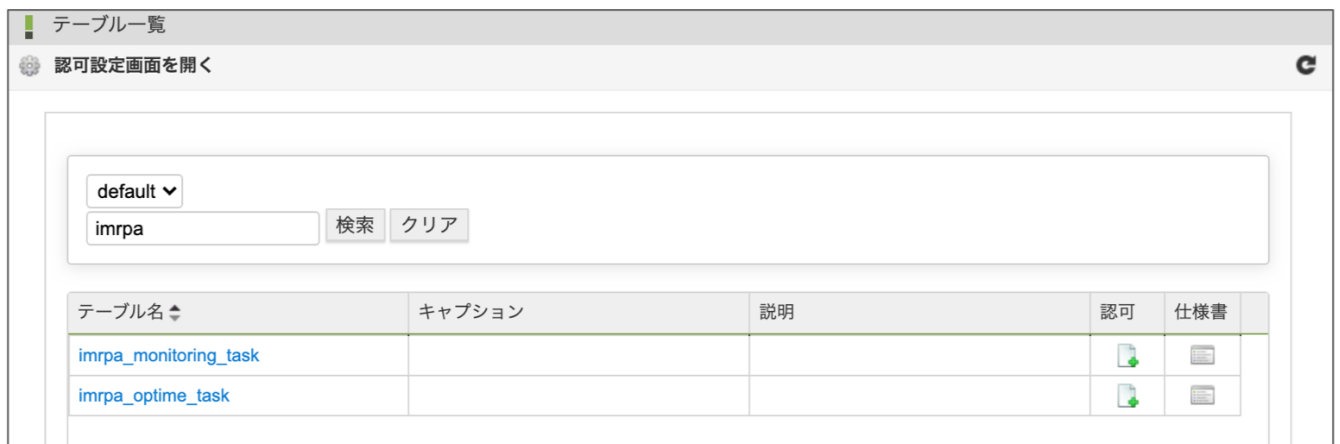 テーブル一覧
認可設定画面を開く
default
imrpa 検索 クリア
テーブル名 キャプション 説明 認可 仕様書
imrpa_monitoring_task
imrpa_optime_task